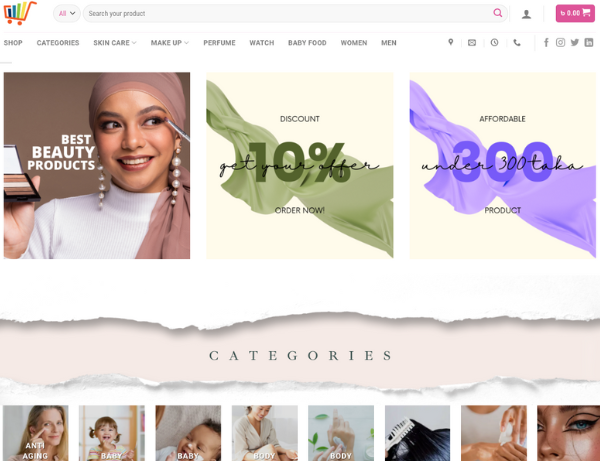 All
Search your product
৳ 0.00
SHOP
CATEGORIES
SKIN CARE
MAKE UP
PERFUME
WATCH
BABY FOOD
WOMEN
MEN
BEST
BEAUTY
PRODUCTS
DISCOUNT
10%
get your offer
ORDER NOW!
AFFORDABLE
300
under 300 taka
PRODUCT
CATEGORIES
ANTI
AGING
BABY
BABY
BODY
BODY